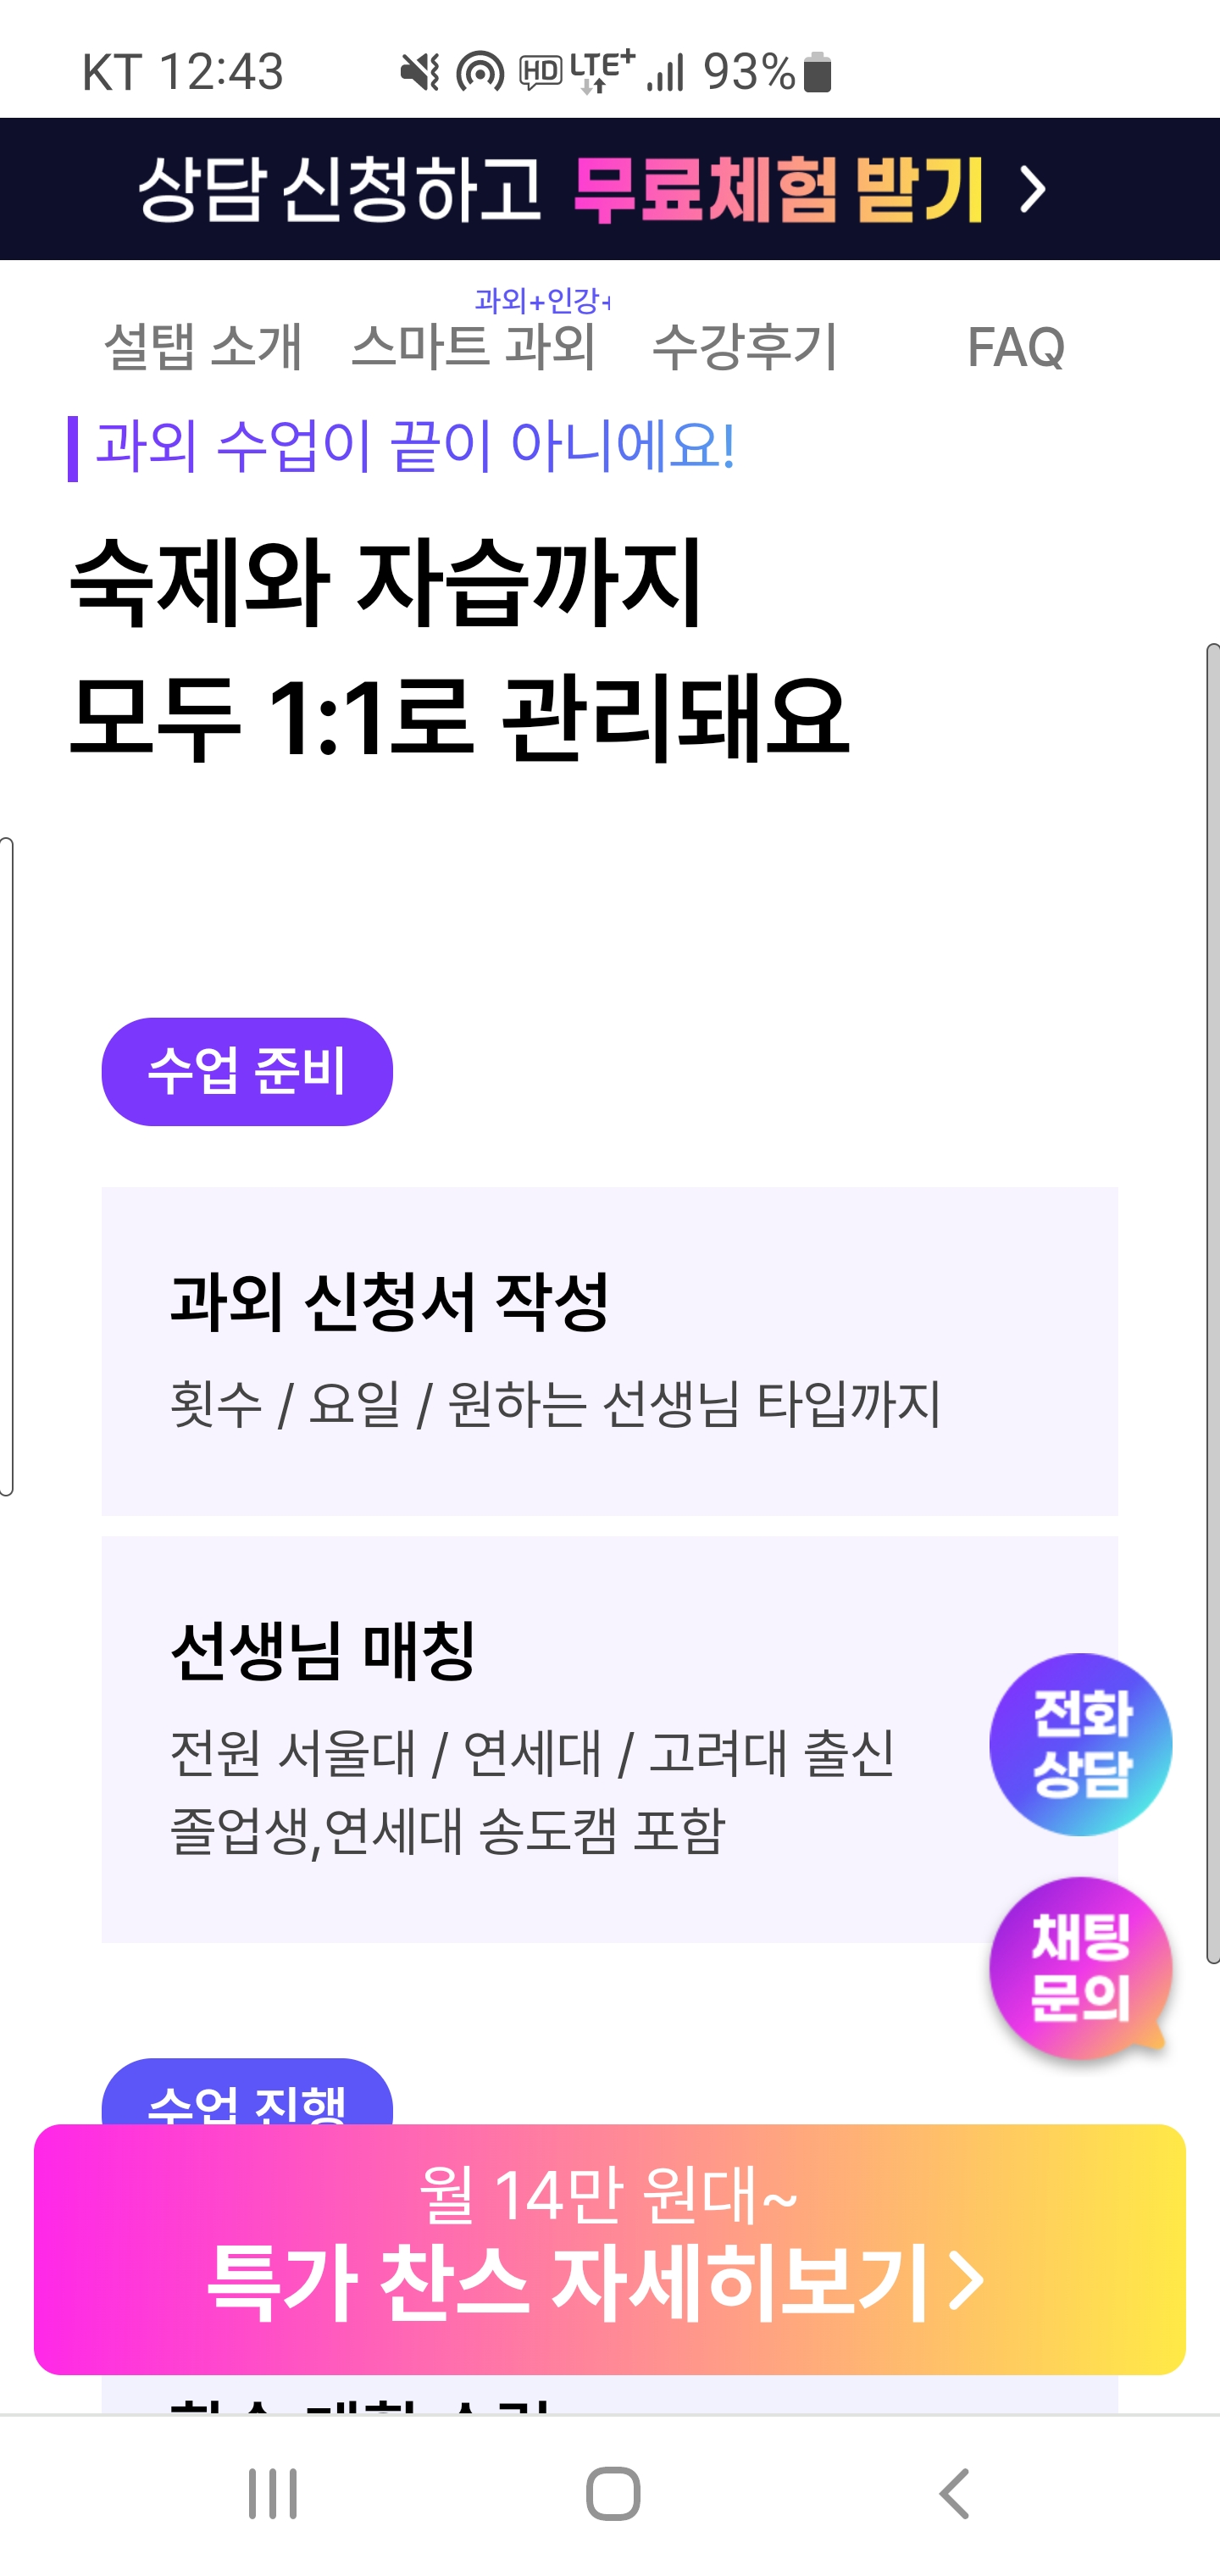 KT 12:43 HD LTE+ 93%
상담 신청하고 무료체험 받기
과외+인강+
설탭 소개 스마트 과외 수강후기 FAQ
과외 수업이 끝이 아니에요!
숙제와 자습까지
모두 1:1로 관리돼요
수업 준비
과외 신청서 작성
횟수 / 요일 / 원하는 선생님 타입까지
선생님 매칭
전원 서울대 / 연세대 / 고려대 출신
졸업생,연세대 송도캠 포함
전화
상담
채팅
문의
수업 진행
월 14만 원대~
특가 찬스 자세히보기